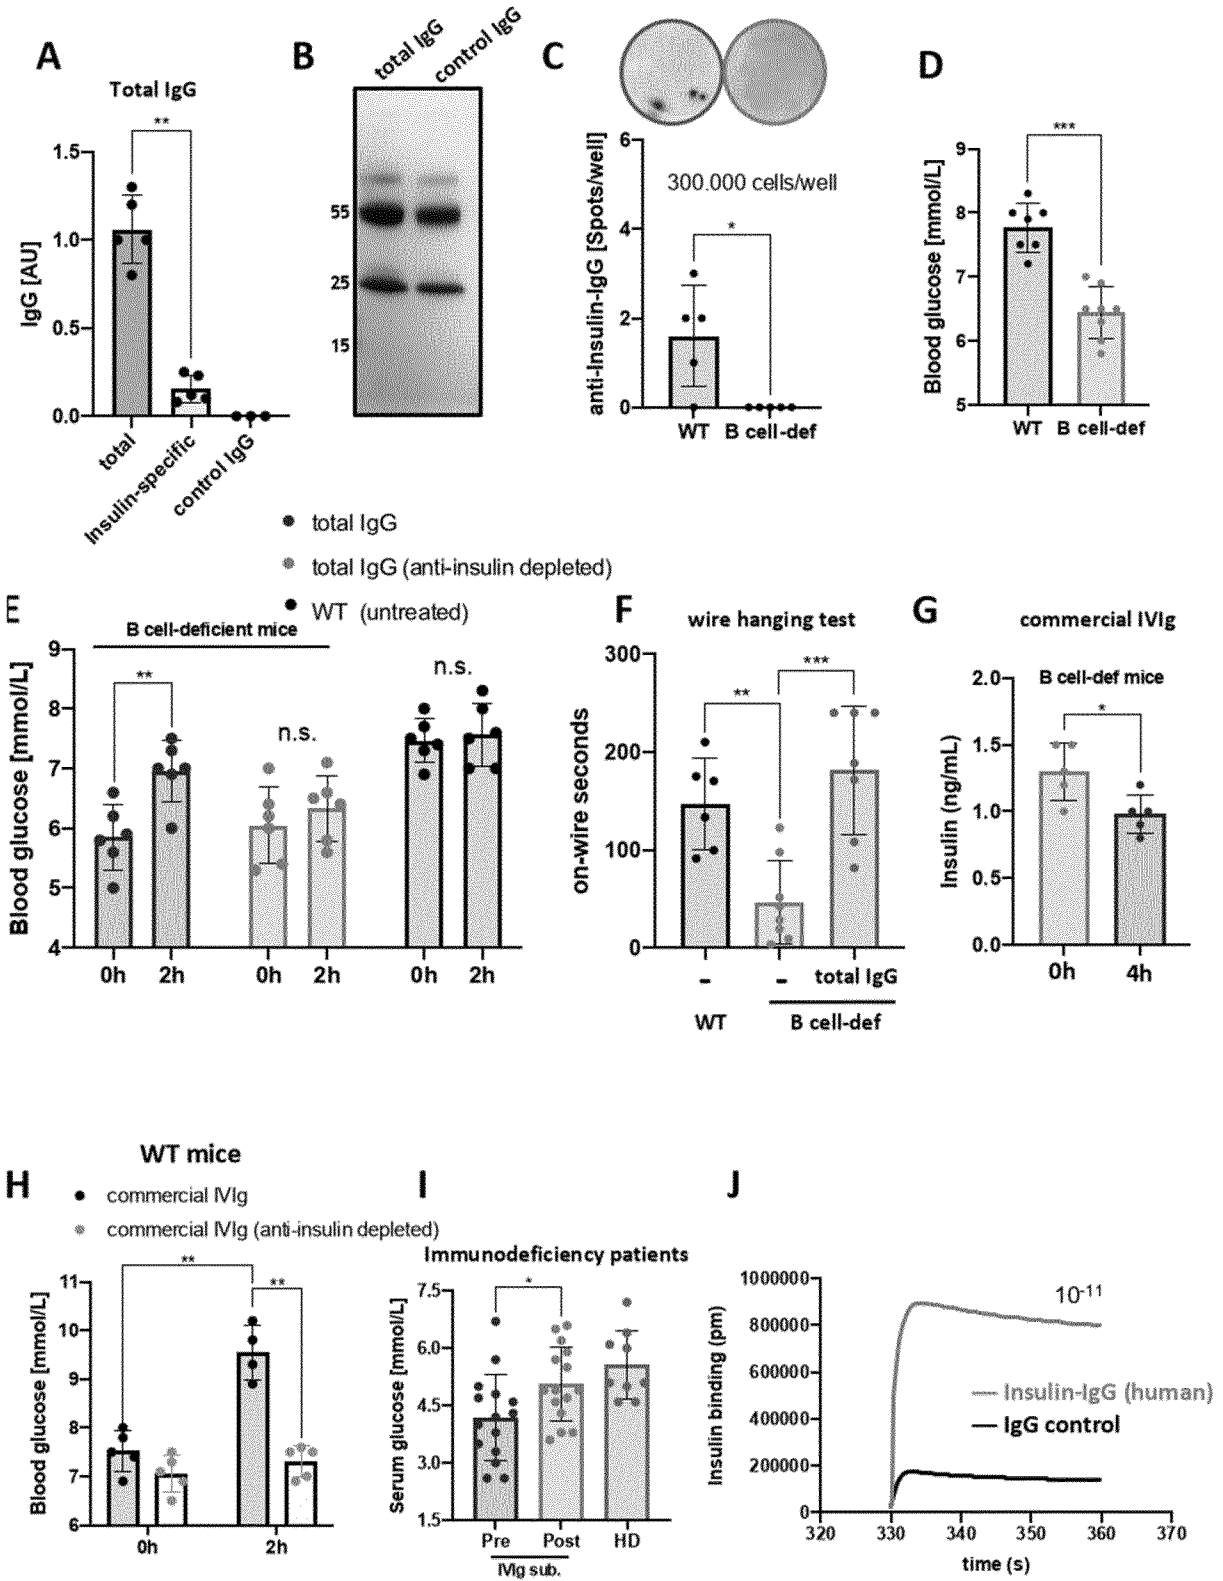 A
Total IgG
**
IgG [AU]
1.5
1.0
0.5
0.0
total
Insulin-specific
control IgG
B
total IgG
control IgG
55
25
15
C
anti-Insulin-IgG [Spots/well]
6
4
2
0
300.000 cells/well
*
WT
B cell-def
D
Blood glucose [mmol/L]
9
8
7
6
5
***
WT
B cell-def
total IgG
total IgG (anti-insulin depleted)
WT (untreated)
E
B cell-deficient mice
Blood glucose [mmol/L]
9
8
7
6
5
4
**
n.s.
n.s.
0h
2h
0h
2h
0h
2h
F
wire hanging test
on-wire seconds
300
200
100
0
**
***
-
-
total IgG
WT
B cell-def
G
commercial IVIg
B cell-def mice
Insulin (ng/mL)
2.0
1.5
1.0
0.5
0.0
*
0h
4h
H
WT mice
commercial IVIg
commercial IVIg (anti-insulin depleted)
Blood glucose [mmol/L]
11
10
9
8
7
6
**
**
0h
2h
I
Immunodeficiency patients
Serum glucose [mmol/L]
7.5
6.0
4.5
3.0
1.5
*
Pre
Post
HD
IVIg sub.
J
Insulin binding (pm)
1000000
800000
600000
400000
200000
0
10-11
Insulin-IgG (human)
IgG control
320
330
340
350
360
370
time (s)